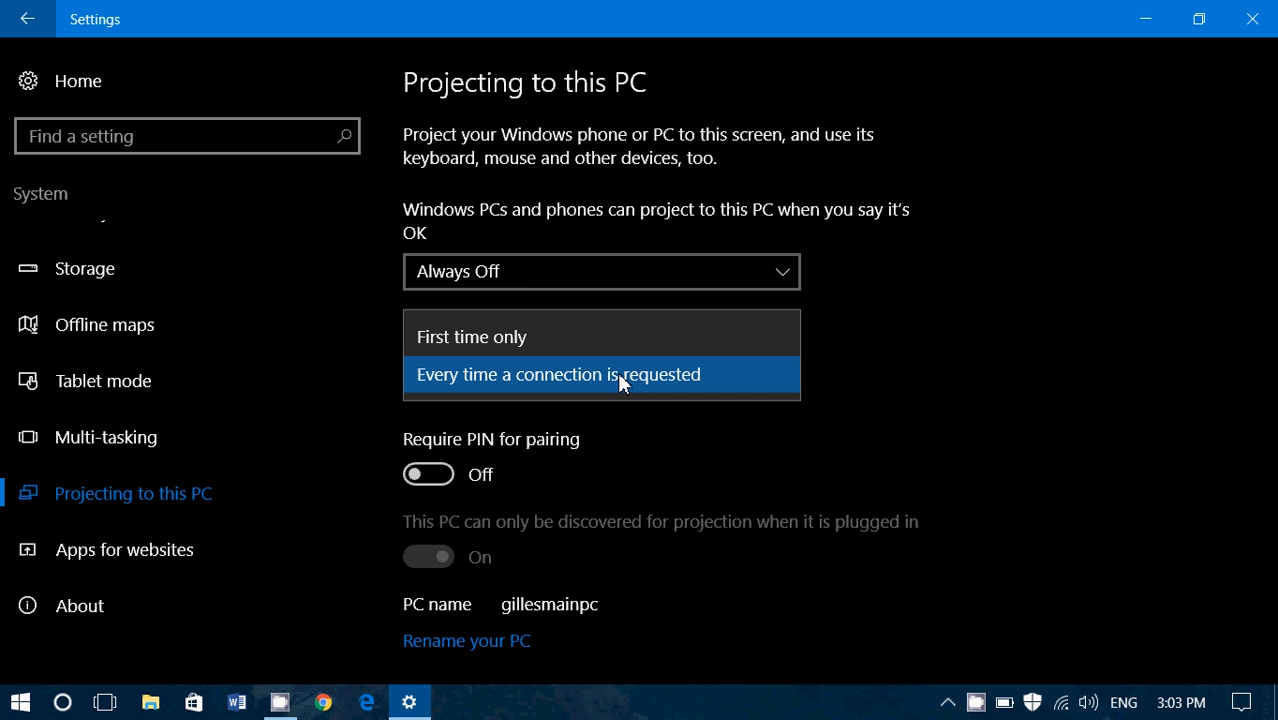 Settings
Home
Find a setting
System
Storage
Offline maps
Tablet mode
Multi-tasking
Projecting to this PC
Apps for websites
About
Projecting to this PC
Project your Windows phone or PC to this screen, and use its
keyboard, mouse and other devices, too.
Windows PCs and phones can project to this PC when you say it's
OK
Always Off
First time only
Every time a connection is requested
Require PIN for pairing
Off
This PC can only be discovered for projection when it is plugged in
On
PC name gillesmainpc
Rename your PC
ENG 3:03 PM